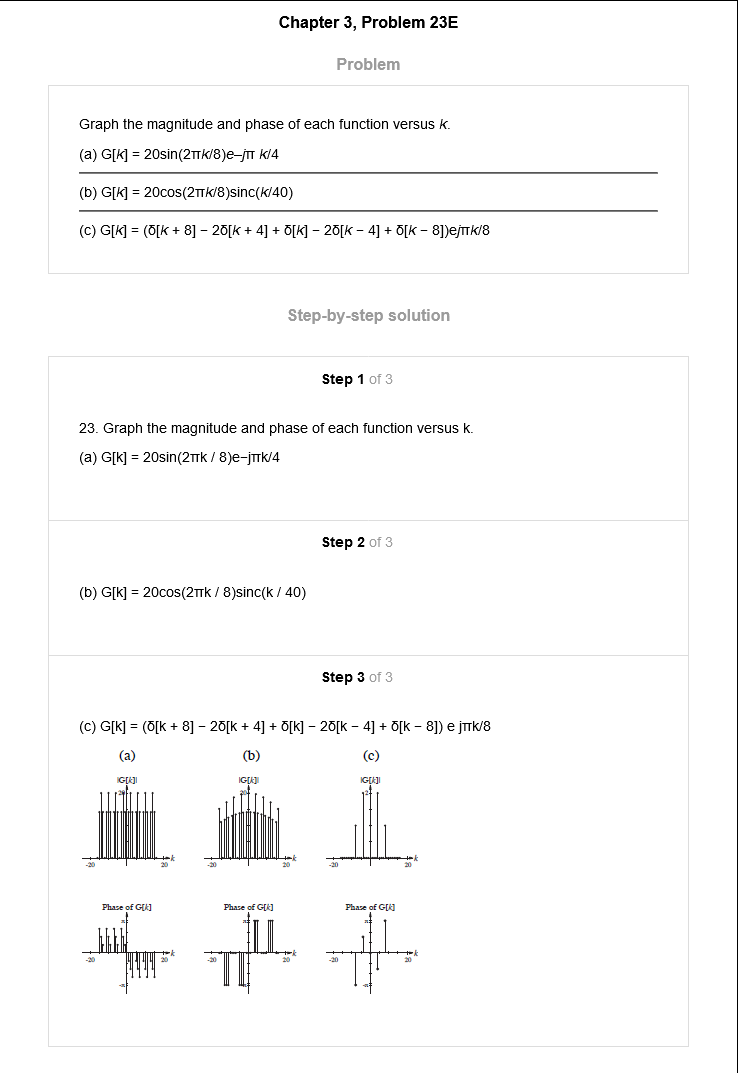 Chapter 3, Problem 23E
Problem
Graph the magnitude and phase of each function versus k.
(a) G[k] = 20sin(2πk/8)e–jπ k/4
(b) G[k] = 20cos(2πk/8)sinc(k/40)
(c) G[k] = (δ[k + 8] − 2δ[k + 4] + δ[k] − 2δ[k − 4] + δ[k − 8])ejπk/8
Step-by-step solution
Step 1 of 3
23. Graph the magnitude and phase of each function versus k.
(a) G[k] = 20sin(2πk / 8)e−jπk/4
Step 2 of 3
(b) G[k] = 20cos(2πk / 8)sinc(k / 40)
Step 3 of 3
(c) G[k] = (δ[k + 8] − 2δ[k + 4] + δ[k] − 2δ[k − 4] + δ[k − 8]) e jπk/8
(a) (b) (c)
|G[k]| |G[k]| |G[k]|
20 20 2
-20 20 k -20 20 k -20 20 k
Phase of G[k] Phase of G[k] Phase of G[k]
π π π
-20 20 k -20 20 k -20 20 k
-π -π -π